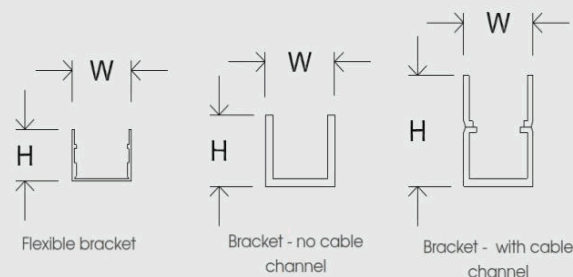 W
H
Flexible bracket
W
H
Bracket - no cable
channel
W
H
Bracket - with cable
channel